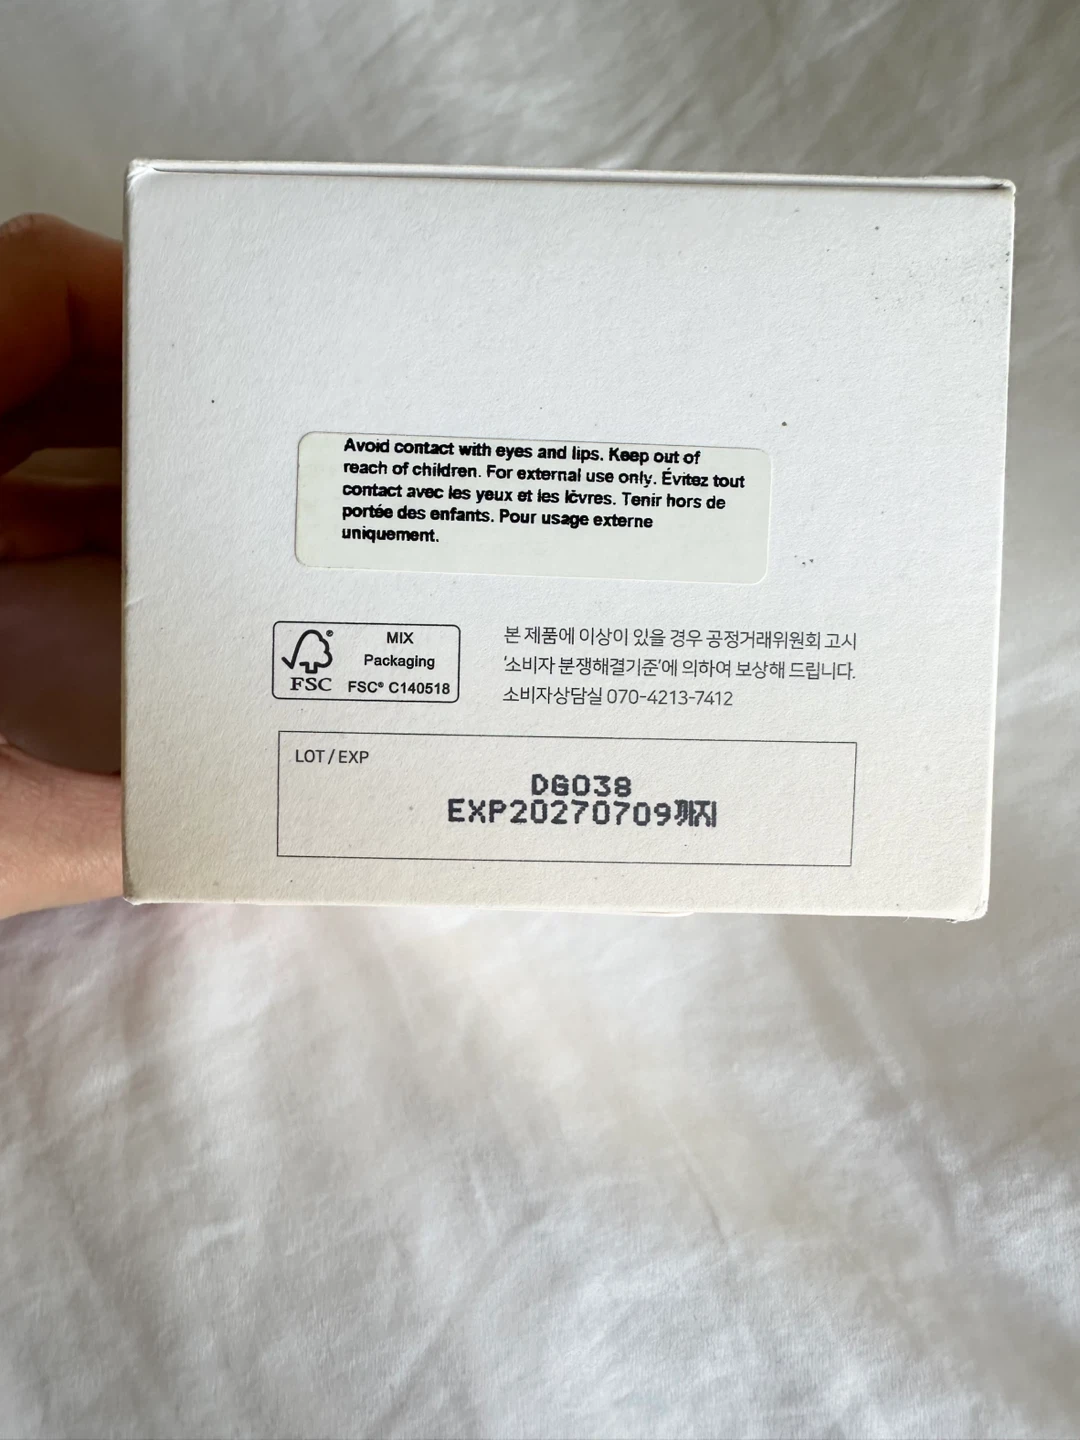 Avoid contact with eyes and lips. Keep out of
reach of children. For external use only. Évitez tout
contact avec les yeux et les lèvres. Tenir hors de
portée des enfants. Pour usage externe
uniquement.
MIX
Packaging
FSC® C140518
FSC
본 제품에 이상이 있을 경우 공정거래위원회 고시
'소비자 분쟁해결기준'에 의하여 보상해 드립니다.
소비자상담실 070-4213-7412
LOT / EXP
DG038
EXP20270709까지